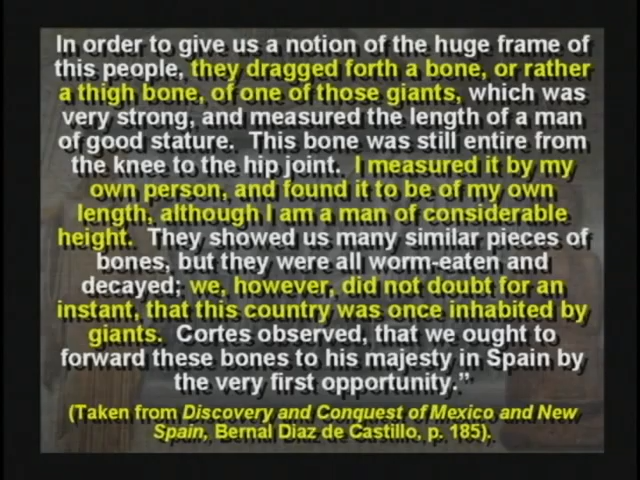 In order to give us a notion of the huge frame of
this people, they dragged forth a bone, or rather
a thigh bone, of one of those giants, which was
very strong, and measured the length of a man
of good stature. This bone was still entire from
the knee to the hip joint. I measured it by my
own person, and found it to be of my own
length, although I am a man of considerable
height. They showed us many similar pieces of
bones, but they were all worm-eaten and
decayed; we, however, did not doubt for an
instant, that this country was once inhabited by
giants. Cortes observed, that we ought to
forward these bones to his majesty in Spain by
the very first opportunity.”
(Taken from Discovery and Conquest of Mexico and New
Spain, Bernal Diaz de Castillo, p. 185).